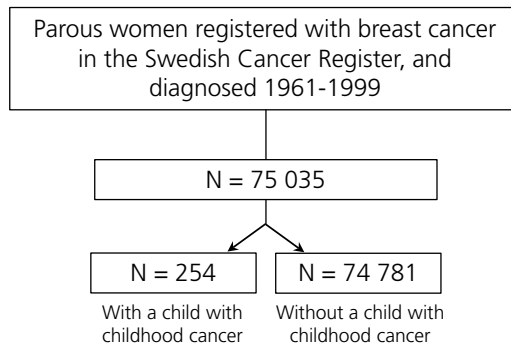 Parous women registered with breast cancer
in the Swedish Cancer Register, and
diagnosed 1961-1999
N = 75 035
N = 254
N = 74 781
With a child with
childhood cancer
Without a child with
childhood cancer